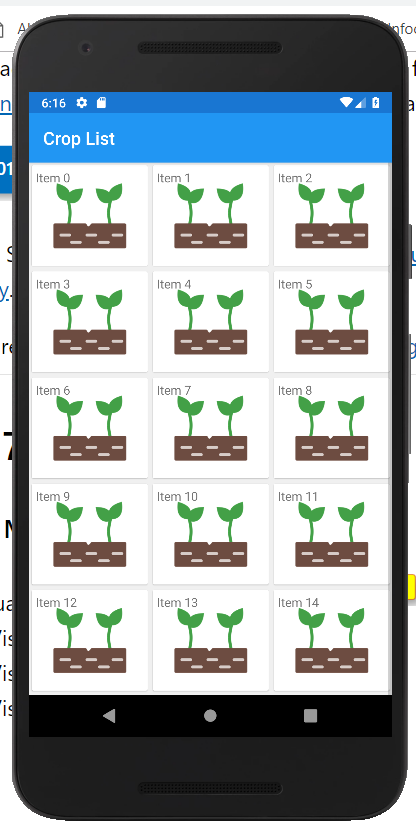 6:16
Crop List
Item 0
Item 1
Item 2
Item 3
Item 4
Item 5
Item 6
Item 7
Item 8
Item 9
Item 10
Item 11
Item 12
Item 13
Item 14